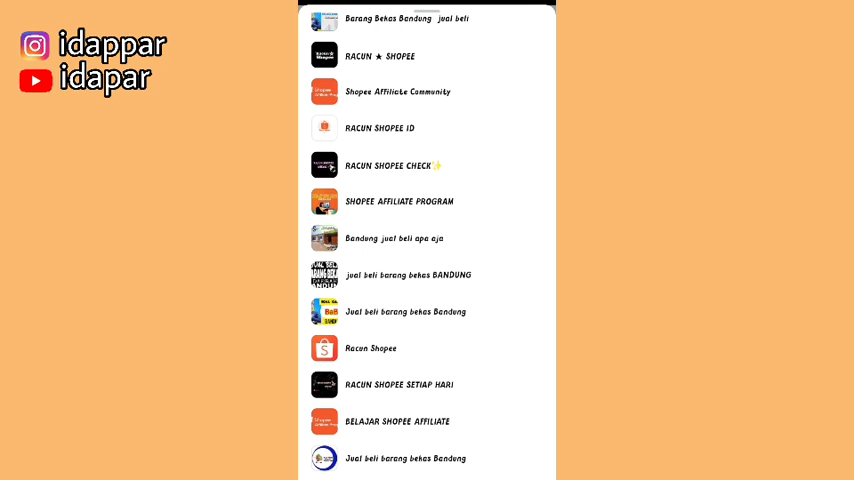 idappar
idapar
Barang Bekas Bandung jual beli
RACUN ★ SHOPEE
Shopee Affiliate Community
RACUN SHOPEE ID
RACUN SHOPEE CHECK✨
SHOPEE AFFILIATE PROGRAM
Bandung jual beli apa aja
jual beli barang bekas BANDUNG
Jual beli barang bekas Bandung
Racun Shopee
RACUN SHOPEE SETIAP HARI
BELAJAR SHOPEE AFFILIATE
Jual beli barang bekas Bandung